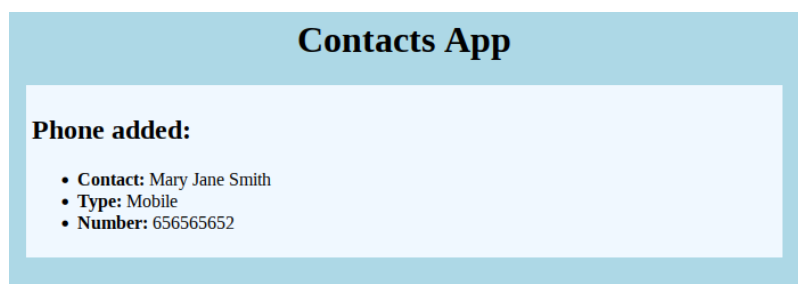 Contacts App
Phone added:
Contact: Mary Jane Smith
Type: Mobile
Number: 656565652